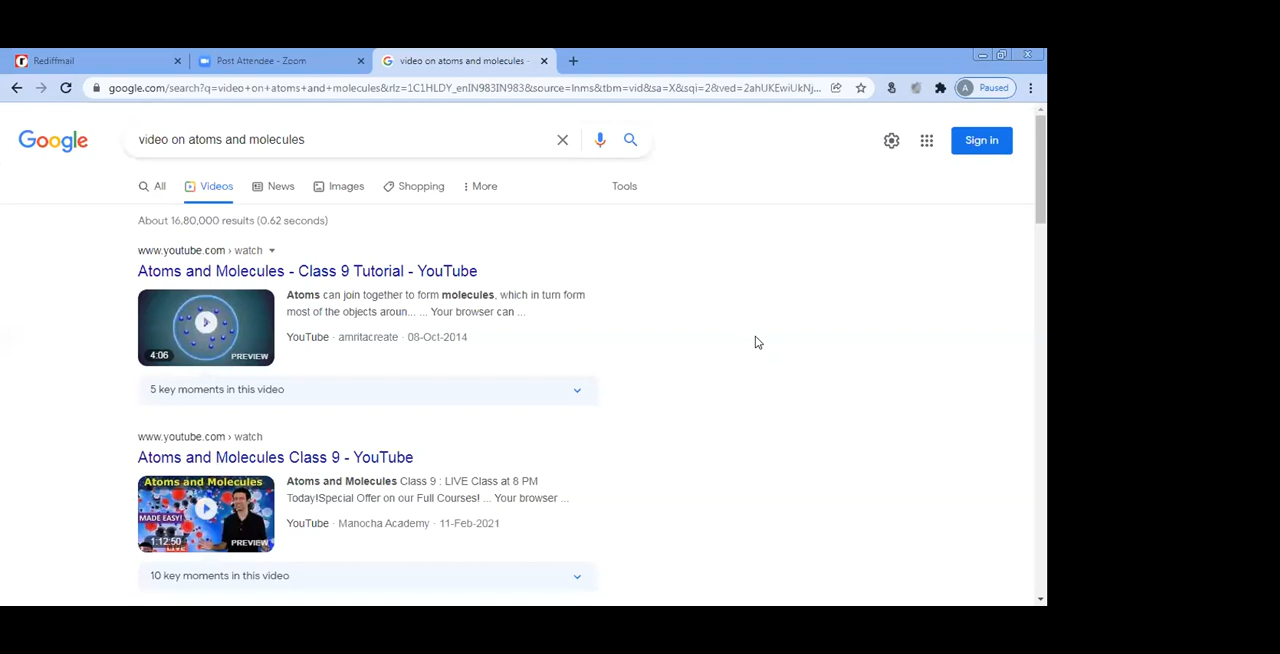 Rediffmail
Post Attendee - Zoom
video on atoms and molecules -
google.com/search?q=video+on+atoms+and+molecules&rlz=1C1HLDY_enIN983IN983&source=lnms&tbm=vid&sa=X&sqi=2&ved=2ahUKEwiUkNj...
A Paused
Google
video on atoms and molecules
Sign in
All Videos News Images Shopping More Tools
About 16,80,000 results (0.62 seconds)
www.youtube.com › watch
Atoms and Molecules - Class 9 Tutorial - YouTube
Atoms can join together to form molecules, which in turn form
most of the objects aroun... ... Your browser can ...
YouTube · amritacreate · 08-Oct-2014
4:06 PREVIEW
5 key moments in this video
www.youtube.com › watch
Atoms and Molecules Class 9 - YouTube
Atoms and Molecules
MADE EASY!
1:12:50 PREVIEW
LIVE
Atoms and Molecules Class 9 : LIVE Class at 8 PM
Today!Special Offer on our Full Courses! ... Your browser ...
YouTube · Manocha Academy · 11-Feb-2021
10 key moments in this video